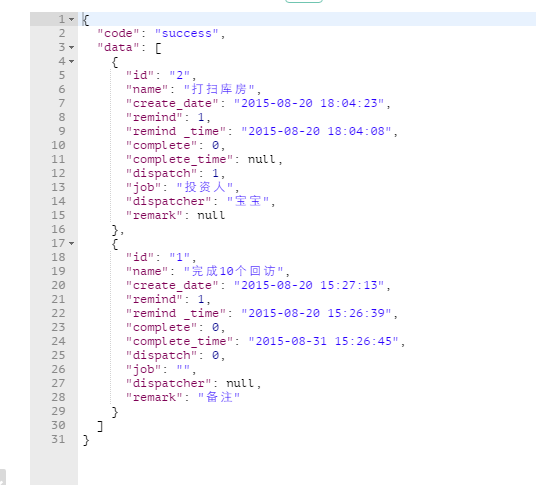 1 {
2 "code": "success",
3 "data": [
4 {
5 "id": "2",
6 "name": "打扫库房",
7 "create_date": "2015-08-20 18:04:23",
8 "remind": 1,
9 "remind _time": "2015-08-20 18:04:08",
10 "complete": 0,
11 "complete_time": null,
12 "dispatch": 1,
13 "job": "投资人",
14 "dispatcher": "宝宝",
15 "remark": null
16 },
17 {
18 "id": "1",
19 "name": "完成10个回访",
20 "create_date": "2015-08-20 15:27:13",
21 "remind": 1,
22 "remind _time": "2015-08-20 15:26:39",
23 "complete": 0,
24 "complete_time": "2015-08-31 15:26:45",
25 "dispatch": 0,
26 "job": "",
27 "dispatcher": null,
28 "remark": "备注"
29 }
30 ]
31 }